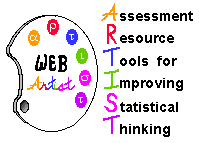 α ρ τ ι σ τ
WEB
Artist
Assessment
Resource
Tools for
Improving
Statistical
Thinking